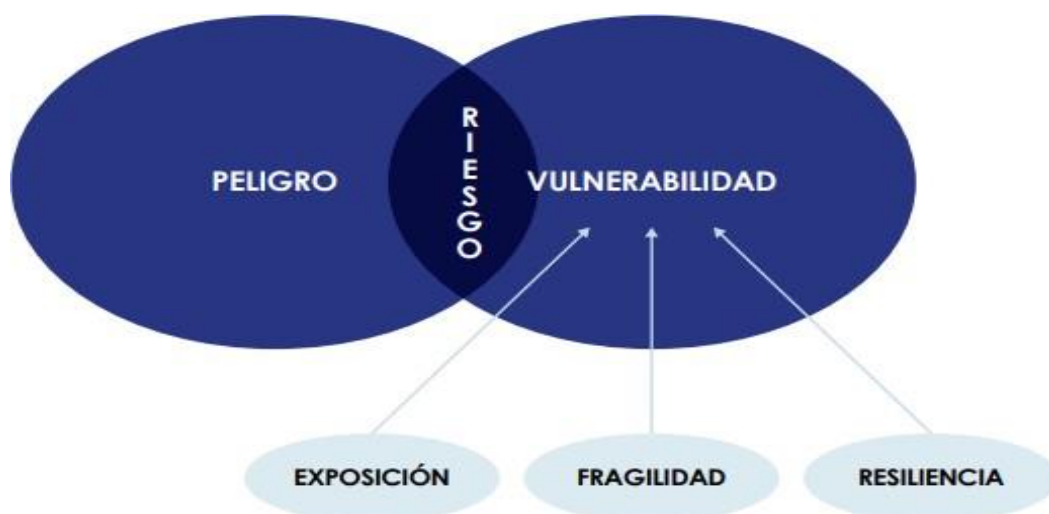 PELIGRO
RIESGO
VULNERABILIDAD
EXPOSICIÓN
FRAGILIDAD
RESILIENCIA